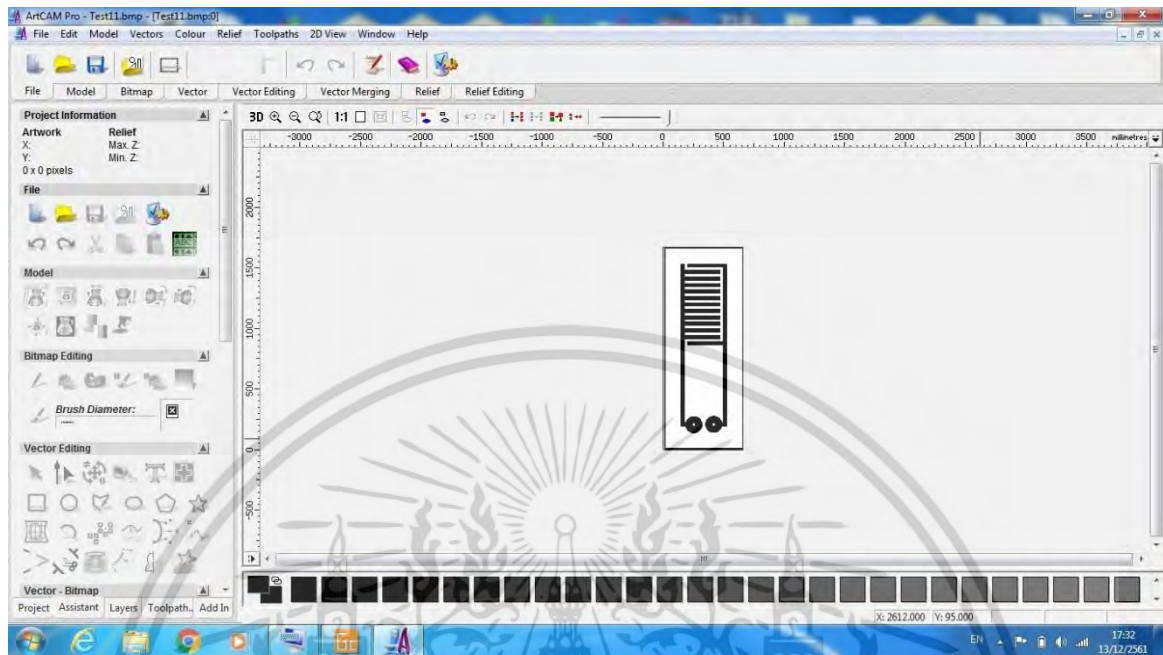 ArtCAM Pro - Test11.bmp - [Test11.bmp:0]
File Edit Model Vectors Colour Relief Toolpaths 2D View Window Help
File Model Bitmap Vector Vector Editing Vector Merging Relief Relief Editing
Project Information
Artwork Relief
X: Max. Z:
Y: Min. Z:
0 x 0 pixels
File
Model
Bitmap Editing
Brush Diameter:
Vector Editing
Vector - Bitmap
Project Assistant Layers Toolpath.. Add In
3D 1:1
-3000 -2500 -2000 -1500 -1000 -500 0 500 1000 1500 2000 2500 3000 3500 millimetres
2000
1500
1000
500
0
-500
X: 2612.000 Y: 95.000
EN 17:32
13/12/2561